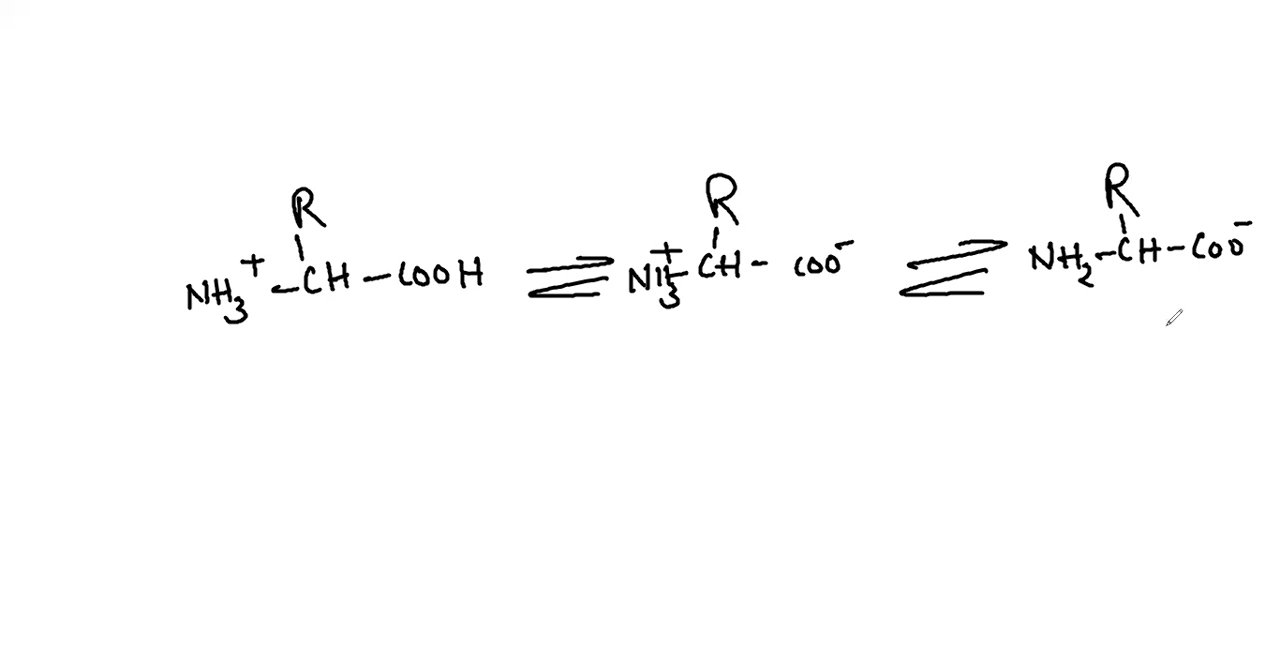 R R R
NH₃⁺ – CH – COOH ⇌ NH₃⁺ – CH – COO⁻ ⇌ NH₂ – CH – COO⁻